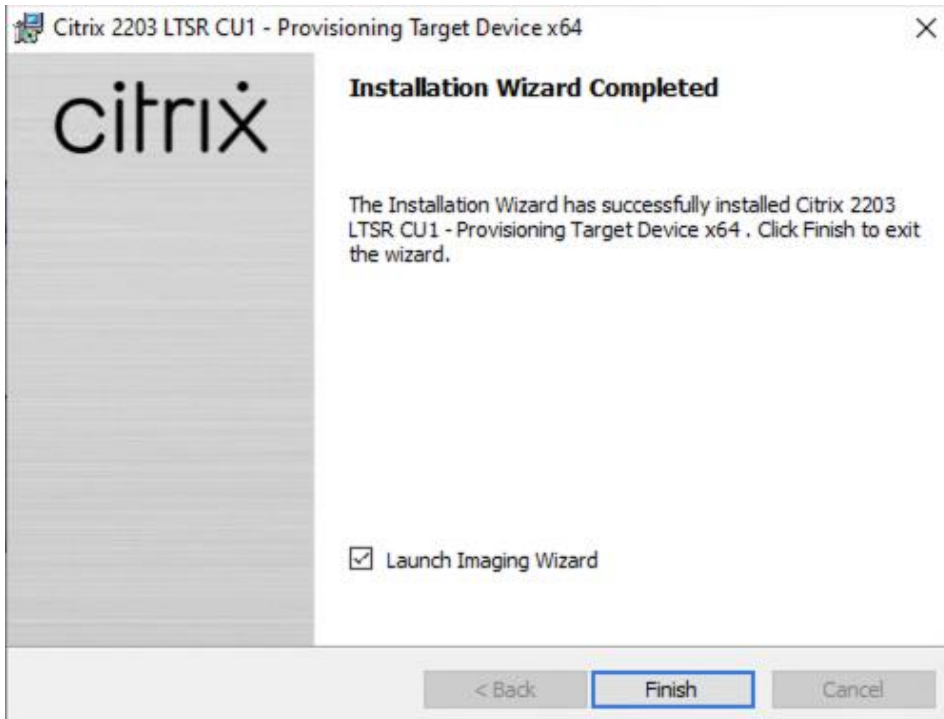 Citrix 2203 LTSR CU1 - Provisioning Target Device x64
citrix
Installation Wizard Completed
The Installation Wizard has successfully installed Citrix 2203
LTSR CU1 - Provisioning Target Device x64 . Click Finish to exit
the wizard.
Launch Imaging Wizard
< Back
Finish
Cancel